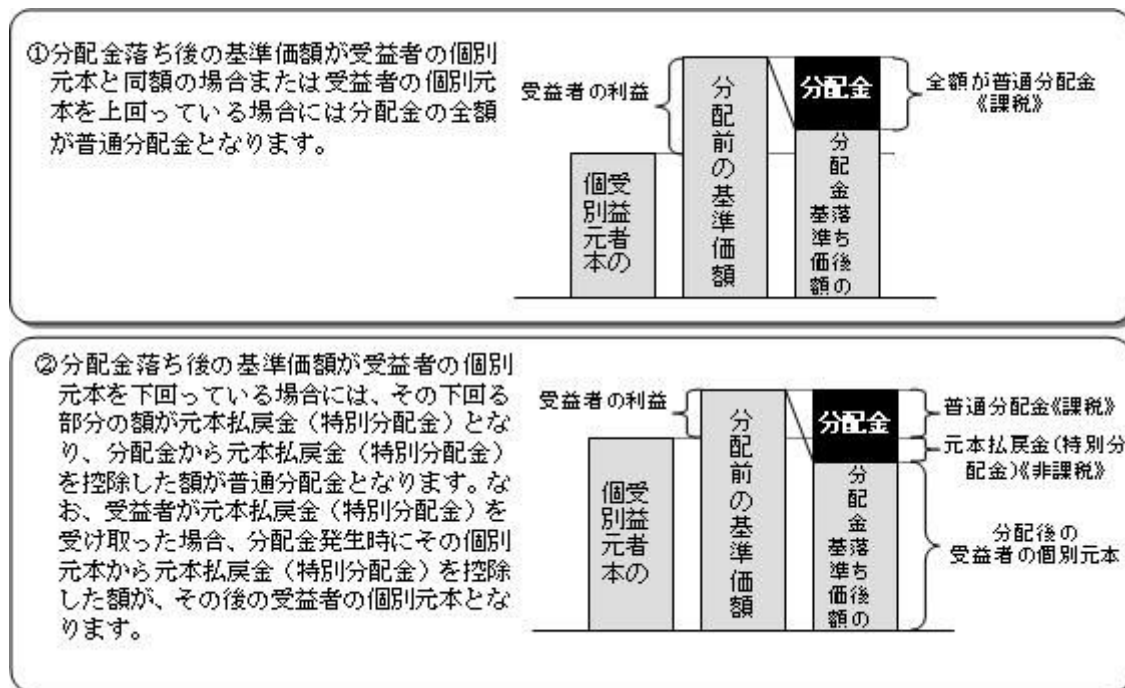 ①分配金落ち後の基準価額が受益者の個別
元本と同額の場合または受益者の個別元
本を上回っている場合には分配金の全額
が普通分配金となります。
受益者の利益
受益者の
個別元本
分配前の基準価額
分配金
分配金落ち後の
基準価額
全額が普通分配金
《課税》
②分配金落ち後の基準価額が受益者の個別
元本を下回っている場合には、その下回る
部分の額が元本払戻金（特別分配金）とな
り、分配金から元本払戻金（特別分配金）
を控除した額が普通分配金となります。な
お、受益者が元本払戻金（特別分配金）を
受け取った場合、分配金発生時にその個別
元本から元本払戻金（特別分配金）を控除
した額が、その後の受益者の個別元本とな
ります。
受益者の利益
受益者の
個別元本
分配前の基準価額
分配金
分配金落ち後の
基準価額
普通分配金《課税》
元本払戻金（特別分
配金）《非課税》
分配後の
受益者の個別元本